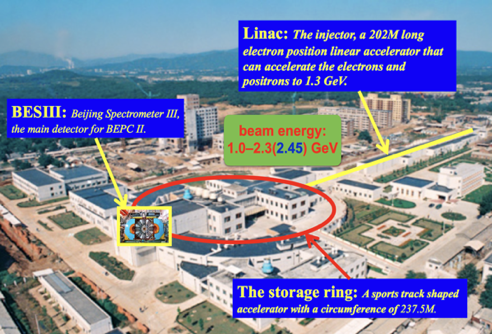 Linac: The injector, a 202M long
electron position linear accelerator that
can accelerate the electrons and
positrons to 1.3 GeV.
BESIII: Beijing Spectrometer III,
the main detector for BEPC II.
beam energy:
1.0–2.3(2.45) GeV
The storage ring: A sports track shaped
accelerator with a circumference of 237.5M.